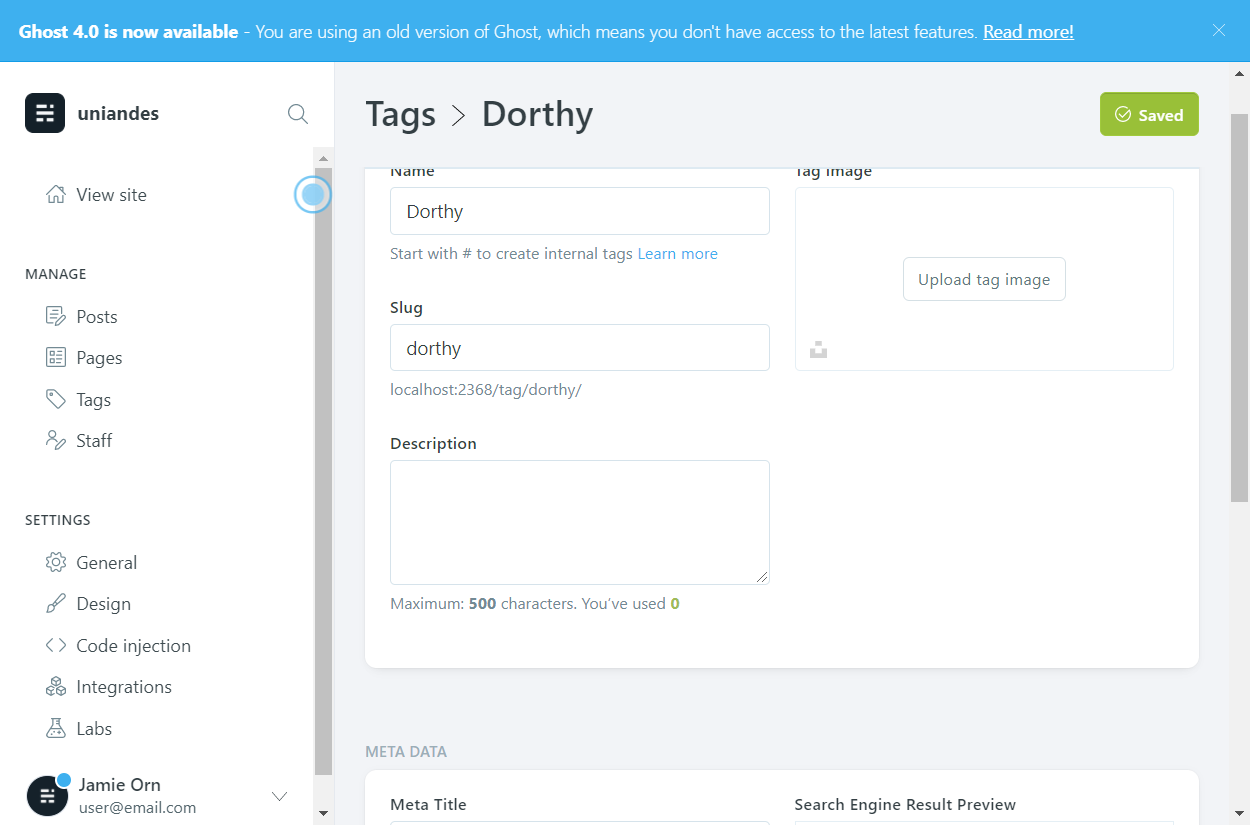 Ghost 4.0 is now available - You are using an old version of Ghost, which means you don't have access to the latest features. Read more!
uniandes
View site
MANAGE
Posts
Pages
Tags
Staff
SETTINGS
General
Design
Code injection
Integrations
Labs
Jamie Orn
user@email.com
Tags > Dorthy
Saved
Name
Dorthy
Start with # to create internal tags Learn more
Slug
dorthy
localhost:2368/tag/dorthy/
Description
Maximum: 500 characters. You've used 0
Tag image
Upload tag image
META DATA
Meta Title
Search Engine Result Preview